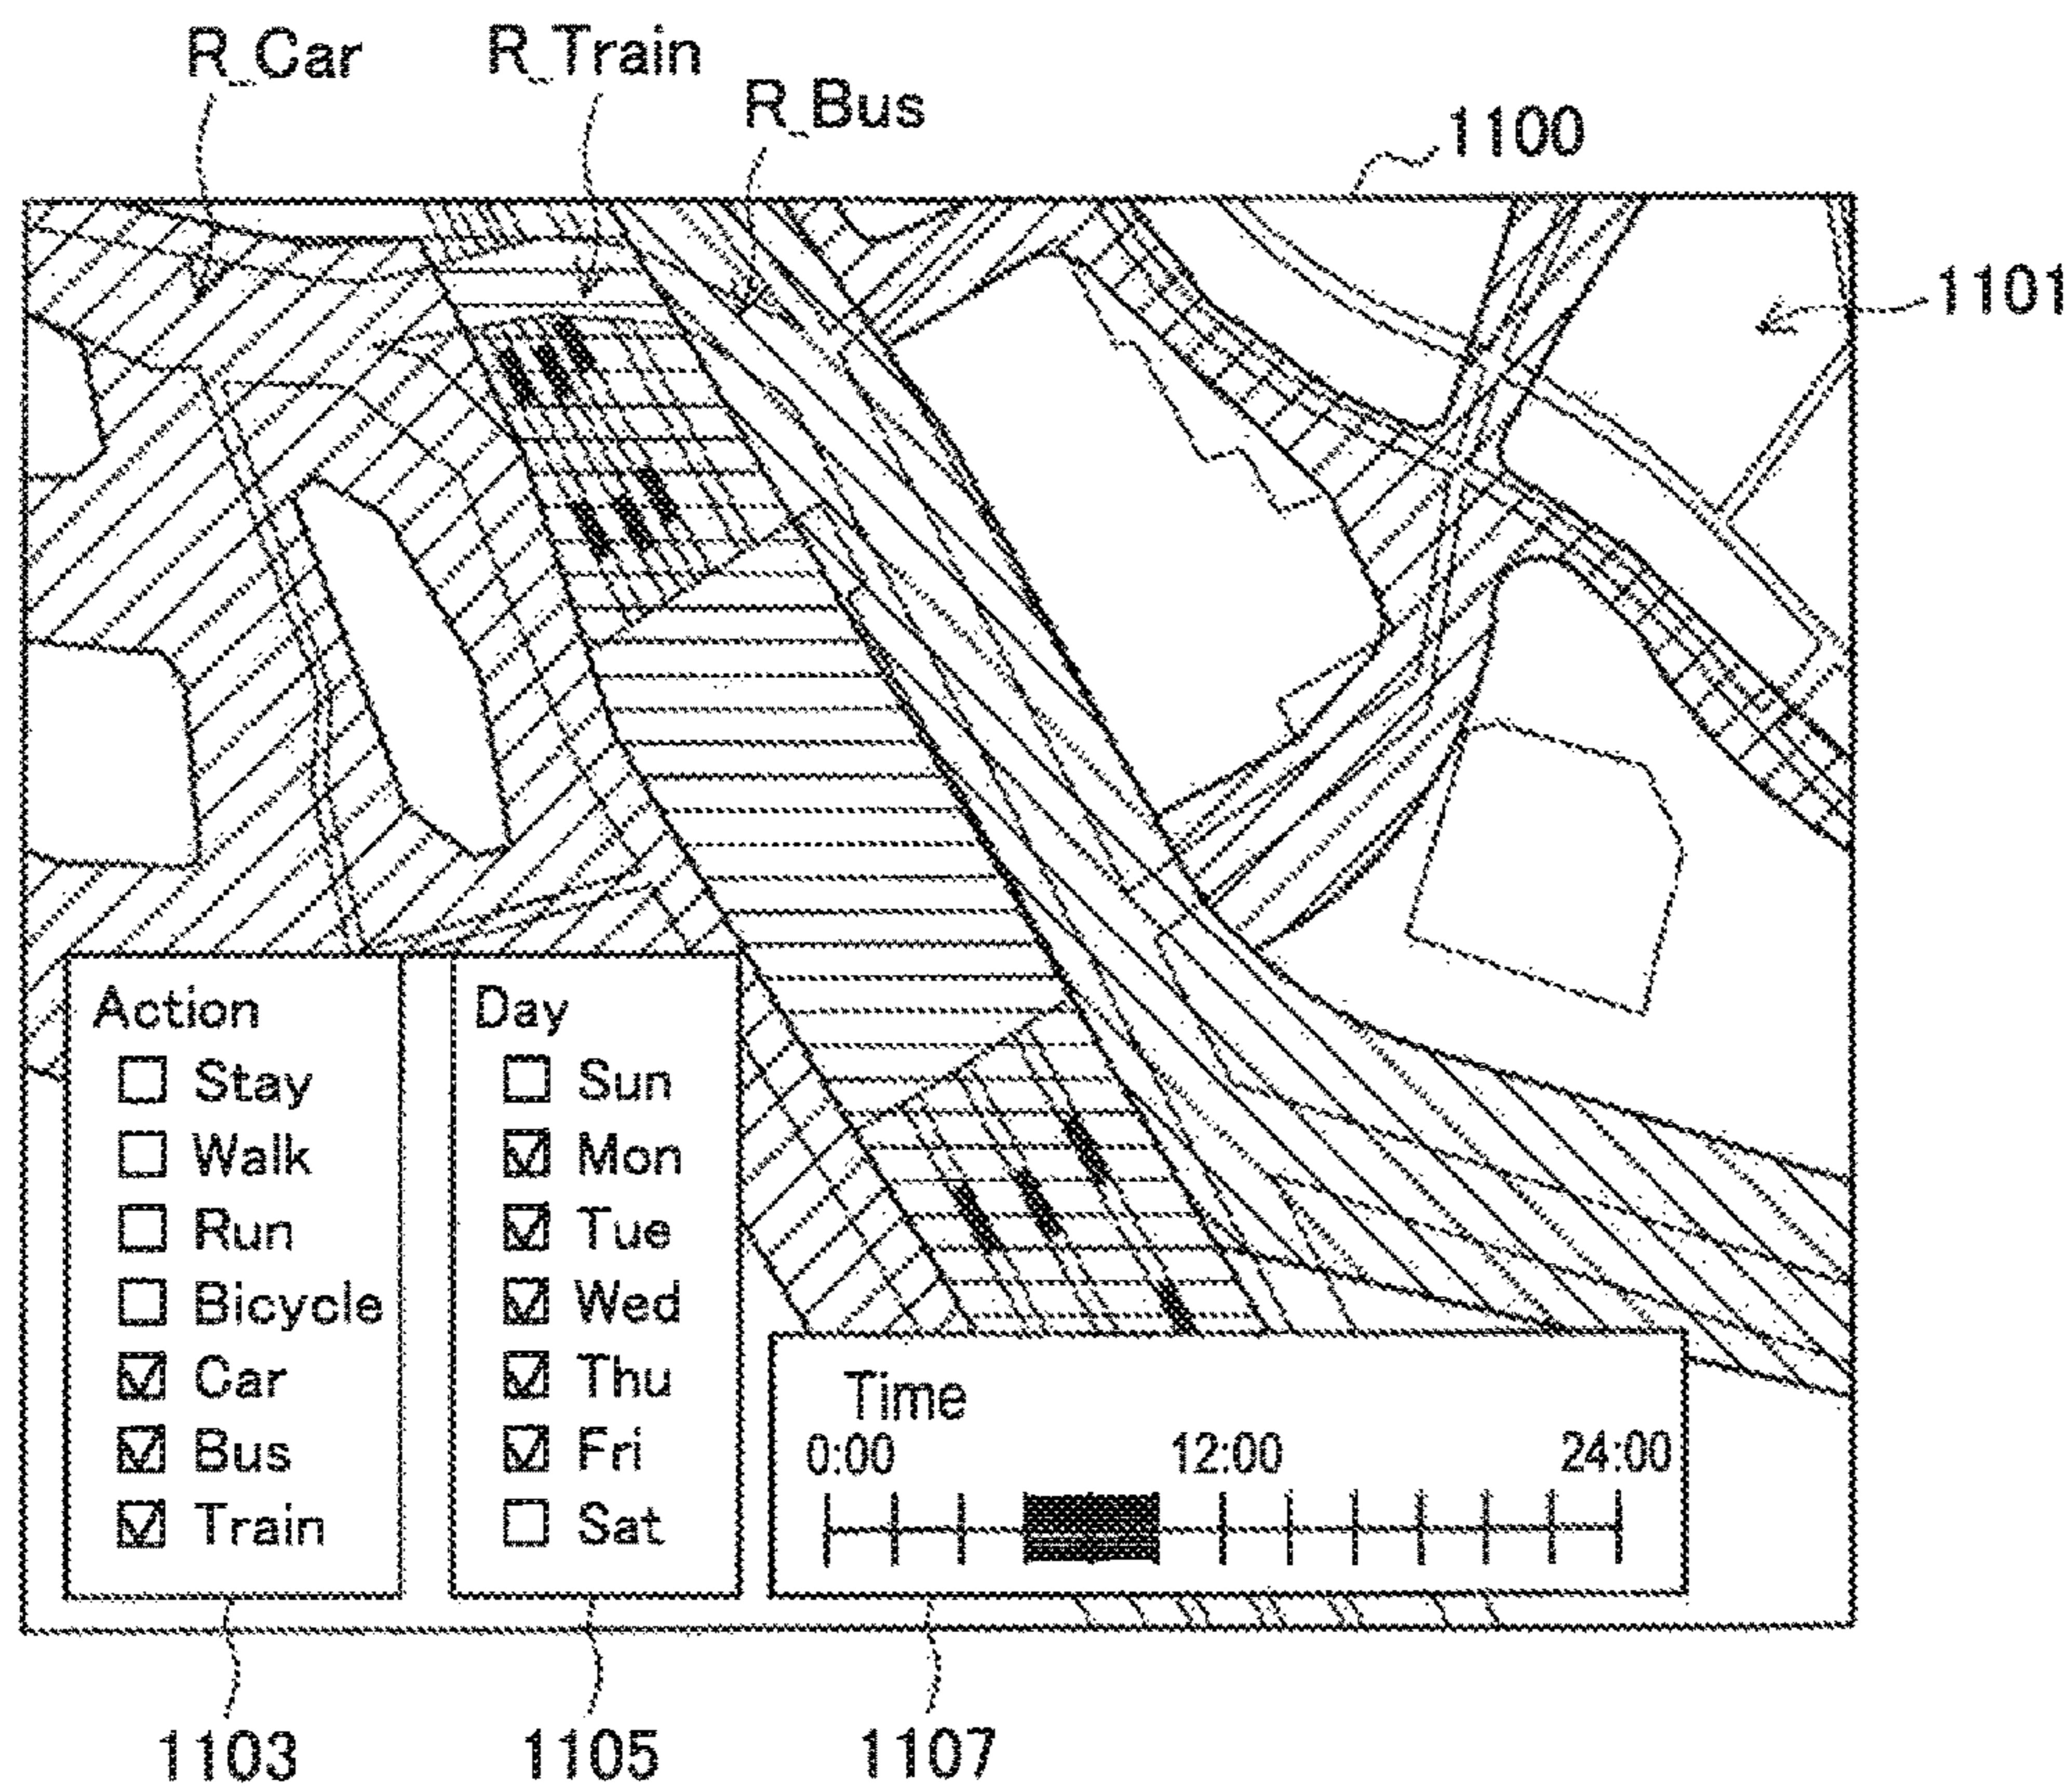 R_Car
R_Train
R_Bus
1100
1101
Action
Stay
Walk
Run
Bicycle
Car
Bus
Train
Day
Sun
Mon
Tue
Wed
Thu
Fri
Sat
Time
0:00 12:00 24:00
1103
1105
1107